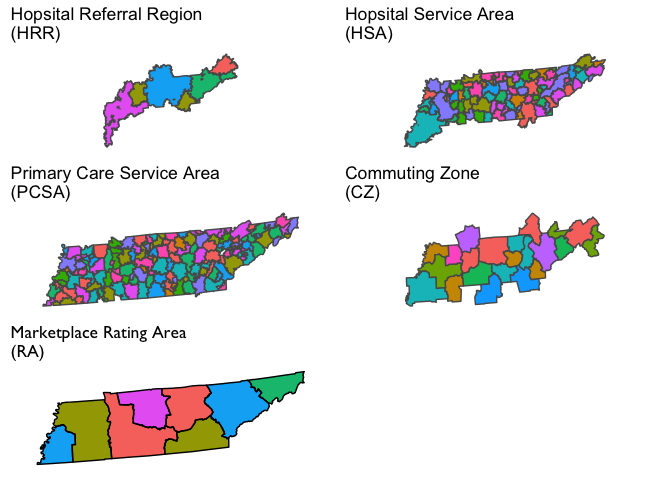 Hopsital Referral Region
(HRR)
Hopsital Service Area
(HSA)
Primary Care Service Area
(PCSA)
Commuting Zone
(CZ)
Marketplace Rating Area
(RA)